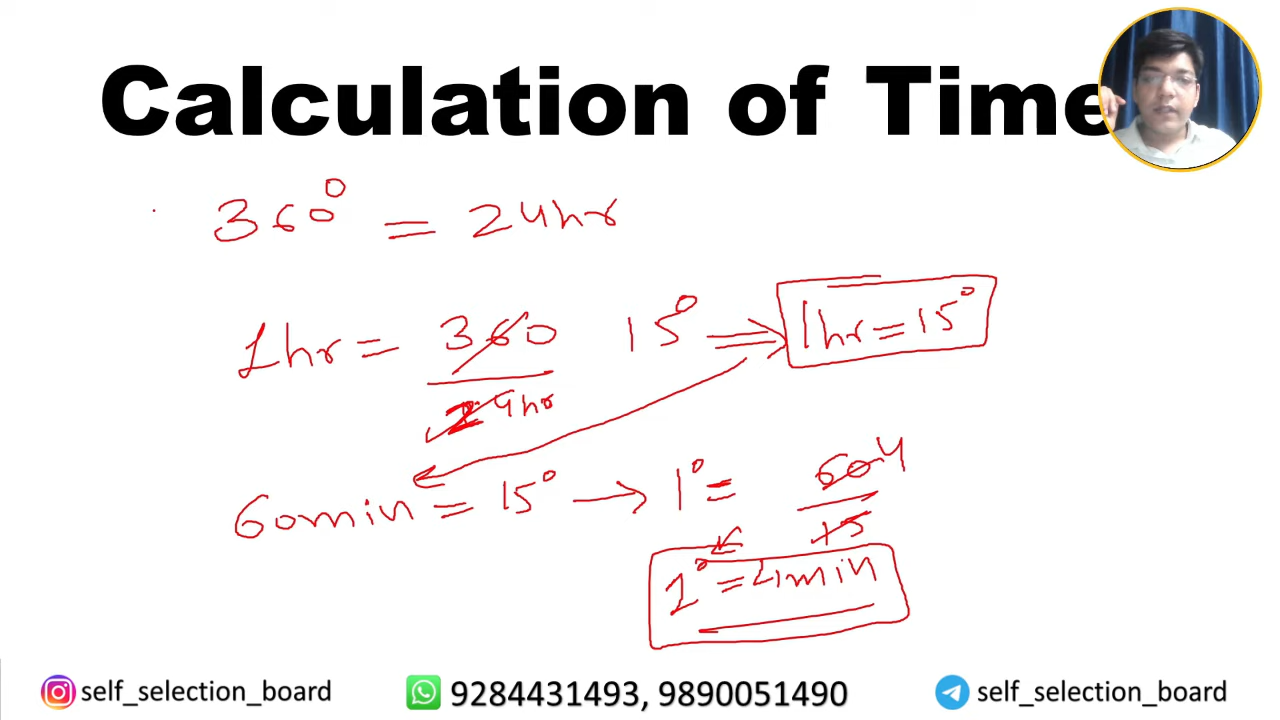 Calculation of Time
360° = 24hr
1hr = 360 / 24hr 15° ⇒ 1hr = 15°
60min = 15° → 1° = 60 4 / 15
1° = 4min
self_selection_board 9284431493, 9890051490 self_selection_board